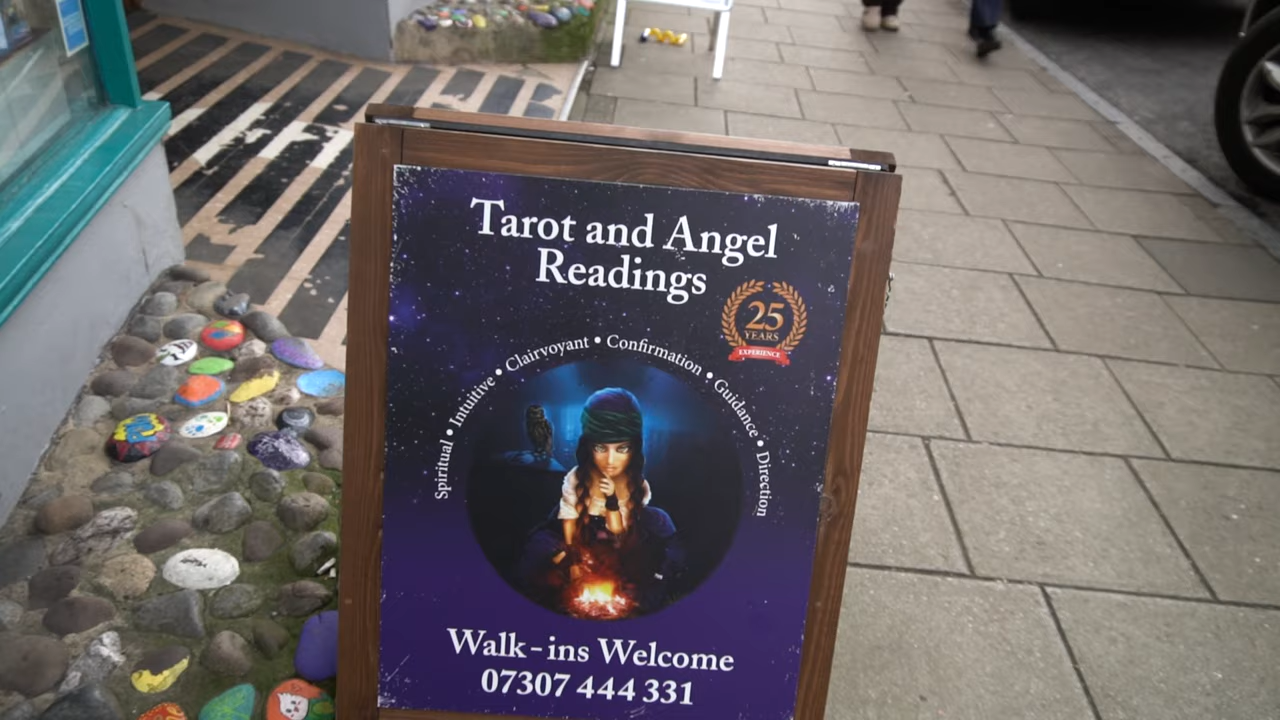 Tarot and Angel
Readings
25
YEARS
EXPERIENCE
Spiritual • Intuitive • Clairvoyant • Confirmation • Guidance • Direction
Walk-ins Welcome
07307 444 331